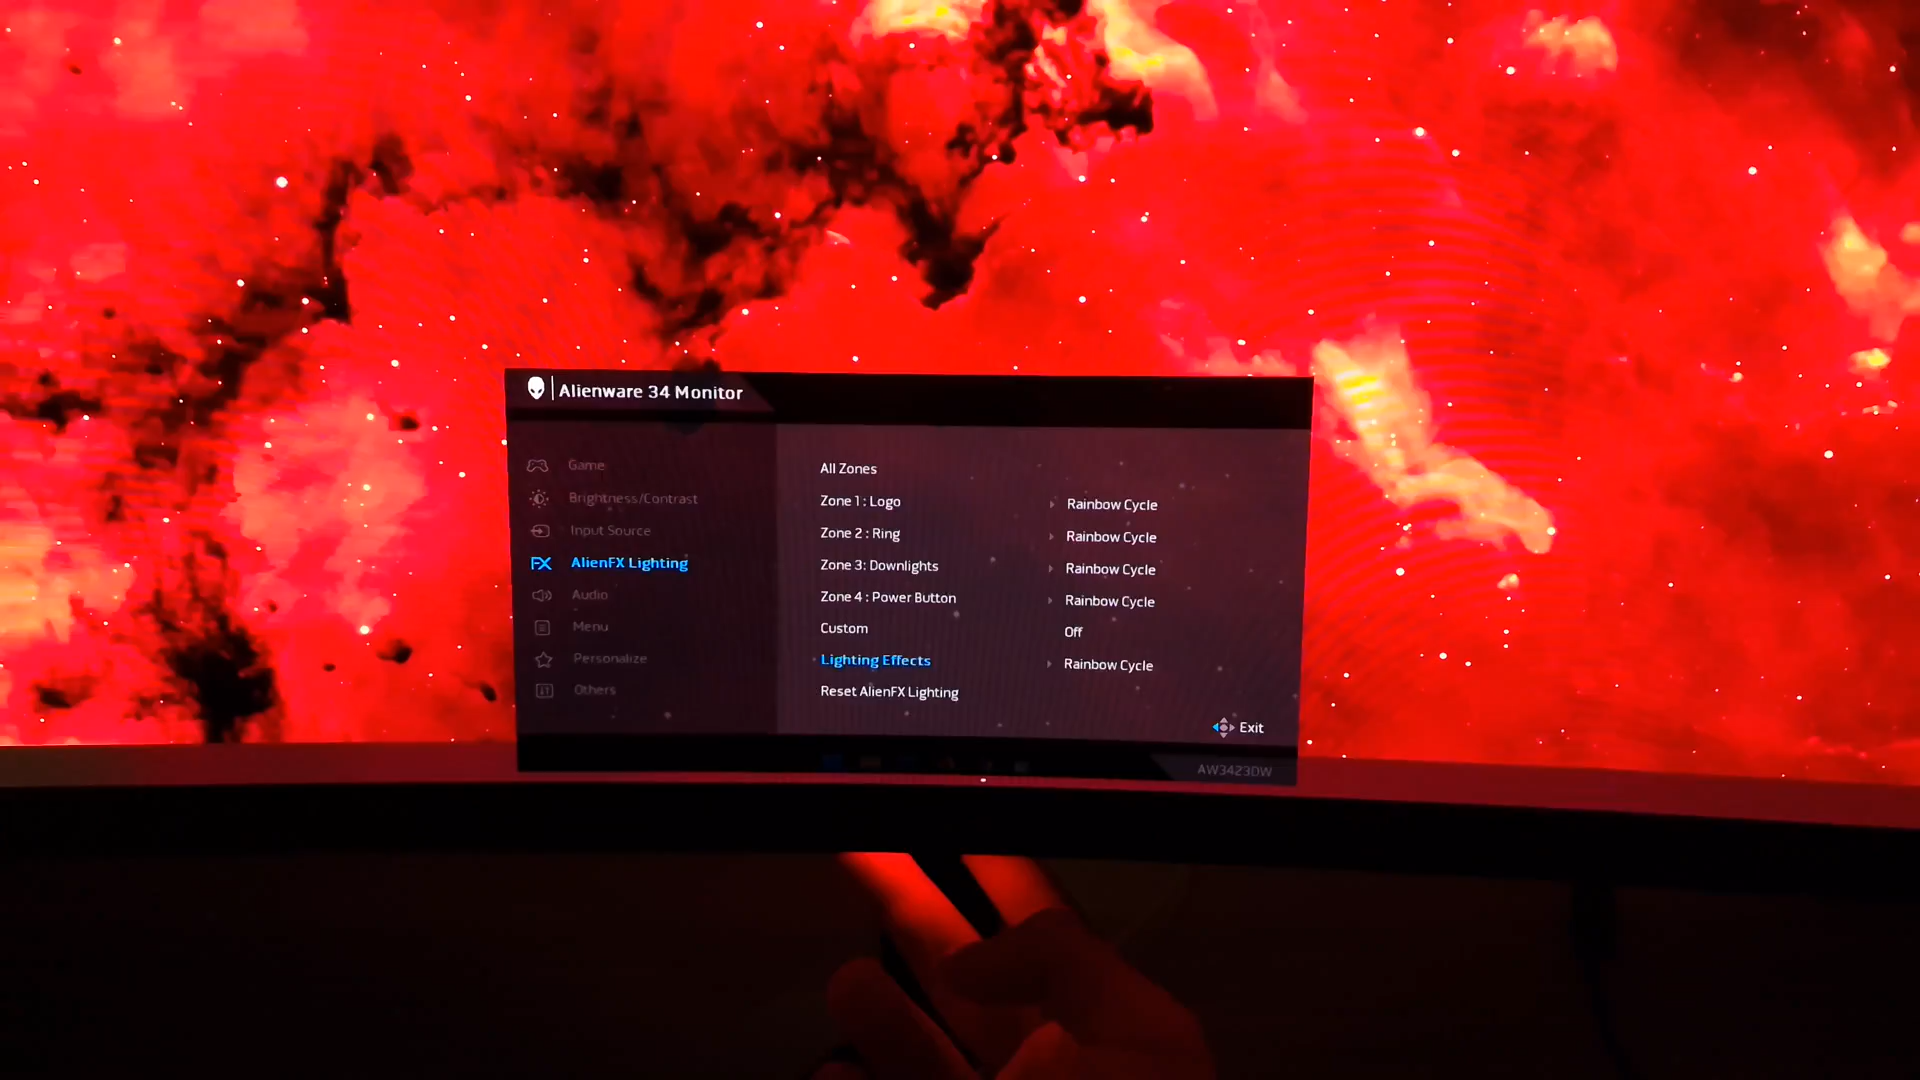 Alienware 34 Monitor
Game
Brightness/Contrast
Input Source
FX AlienFX Lighting
Audio
Menu
Personalize
Others
All Zones
Zone 1 : Logo Rainbow Cycle
Zone 2 : Ring Rainbow Cycle
Zone 3: Downlights Rainbow Cycle
Zone 4 : Power Button Rainbow Cycle
Custom Off
Lighting Effects Rainbow Cycle
Reset AlienFX Lighting
Exit
AW3423DW